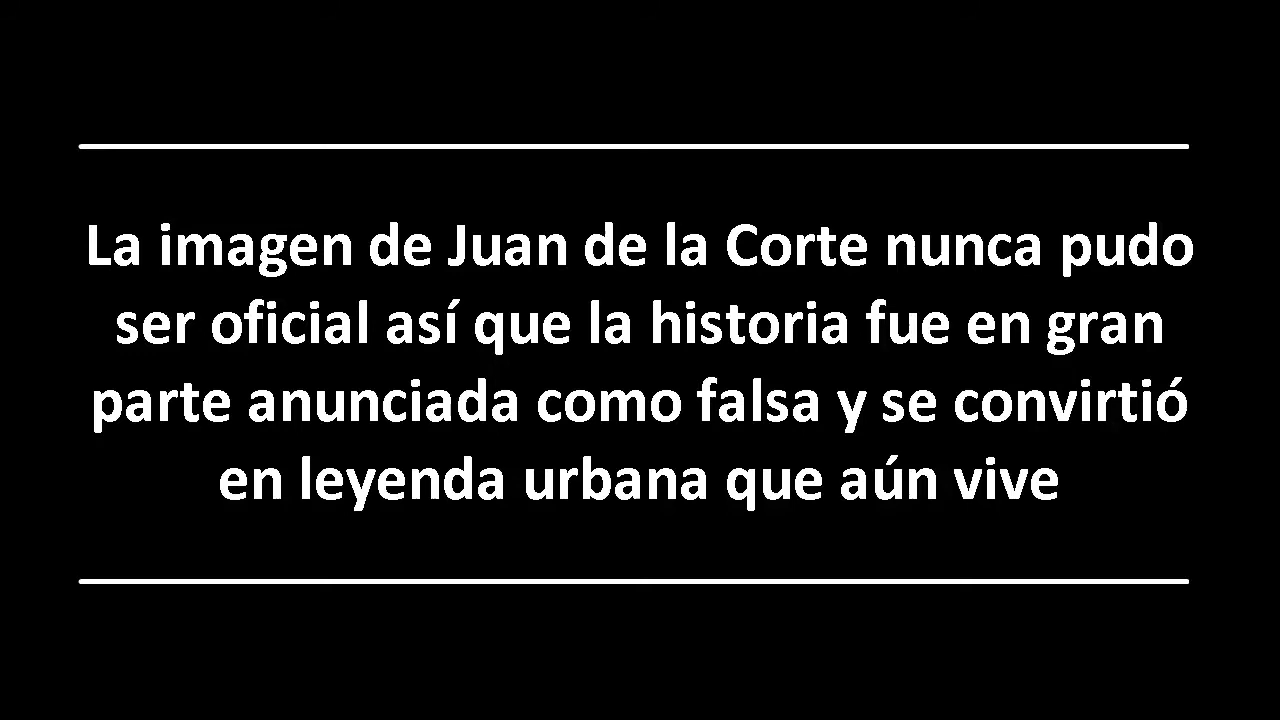 La imagen de Juan de la Corte nunca pudo
ser oficial así que la historia fue en gran
parte anunciada como falsa y se convirtió
en leyenda urbana que aún vive